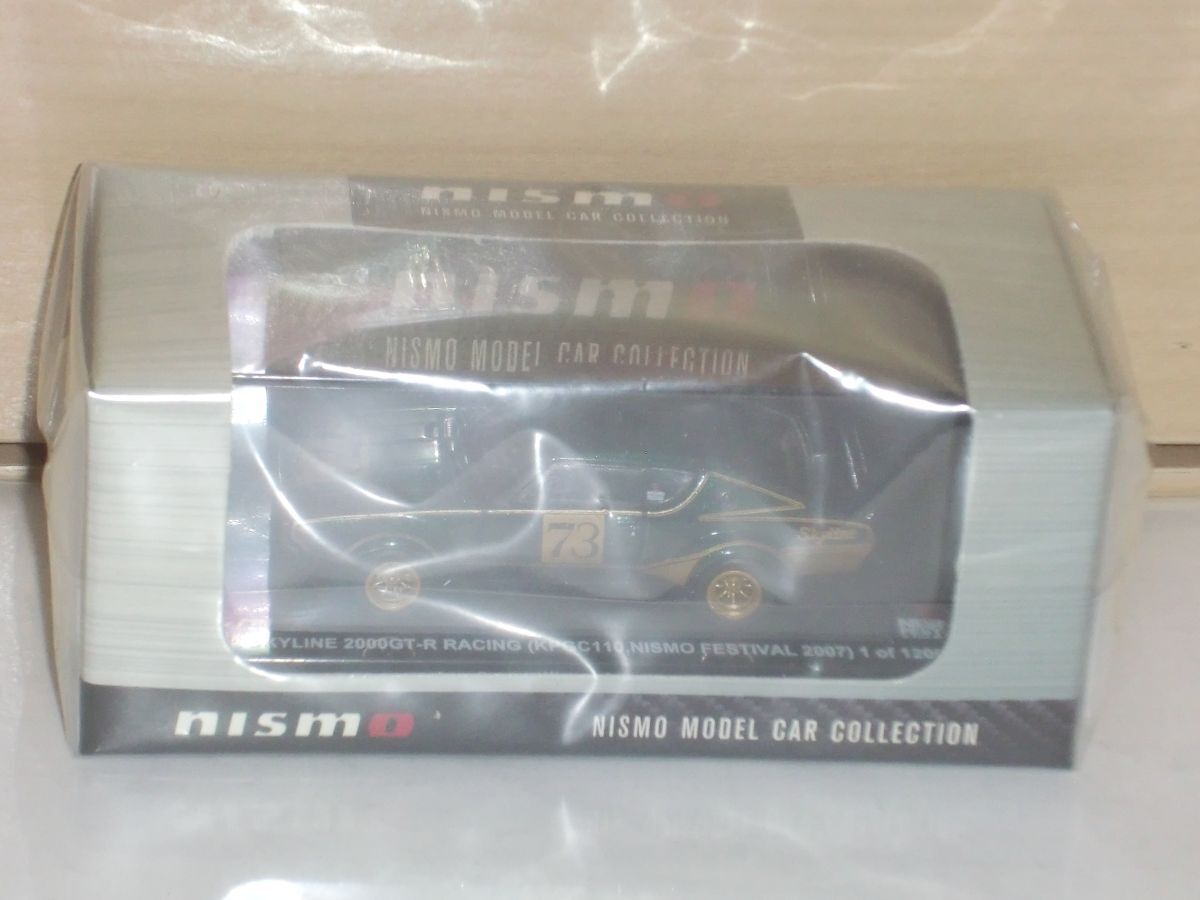 nismo
NISMO MODEL CAR COLLECTION
nismo
NISMO MODEL CAR COLLECTION
73
Skyline
KYLINE 2000GT-R RACING (KPGC110,NISMO FESTIVAL 2007) 1 of 120
nismo
NISMO MODEL CAR COLLECTION